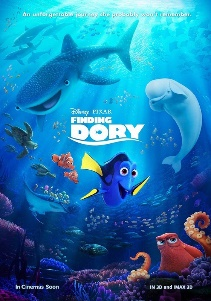 An unforgettable journey she probably won't remember.
Disney PIXAR
FINDING
DORY
In Cinemas Soon
IN 3D and IMAX 3D